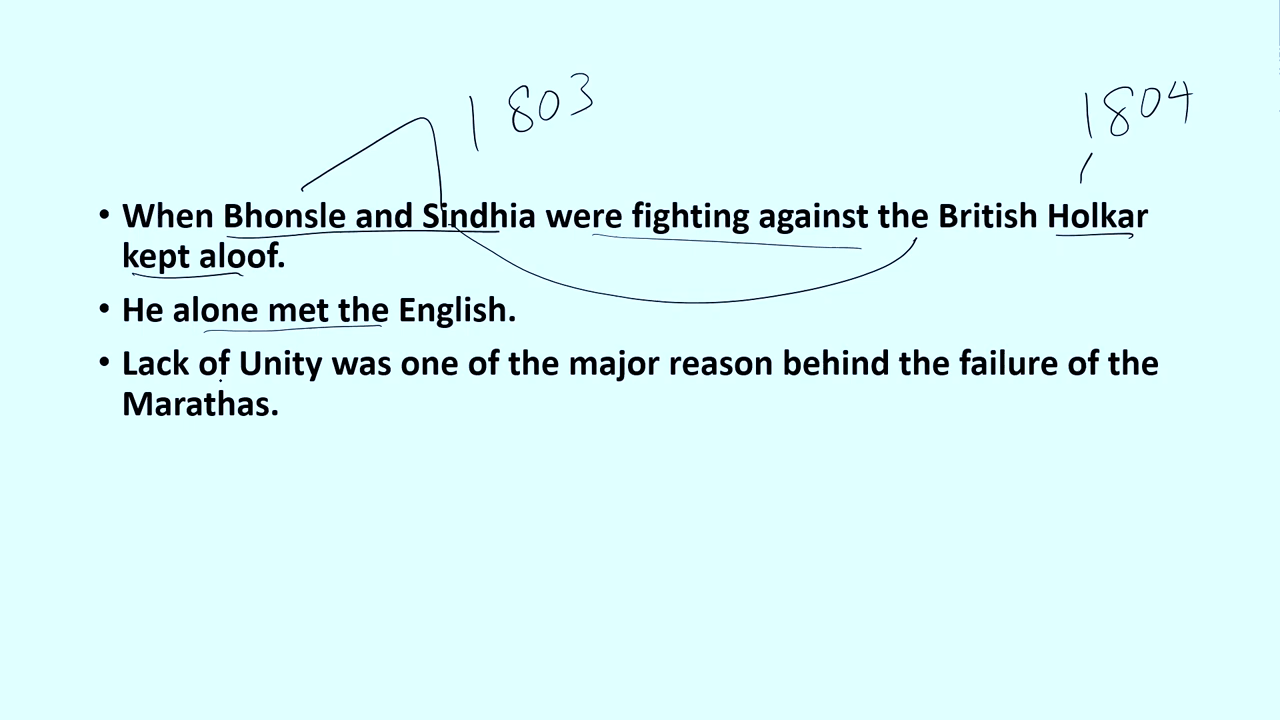 1803
1804
• When Bhonsle and Sindhia were fighting against the British Holkar
kept aloof.
• He alone met the English.
• Lack of Unity was one of the major reason behind the failure of the
Marathas.